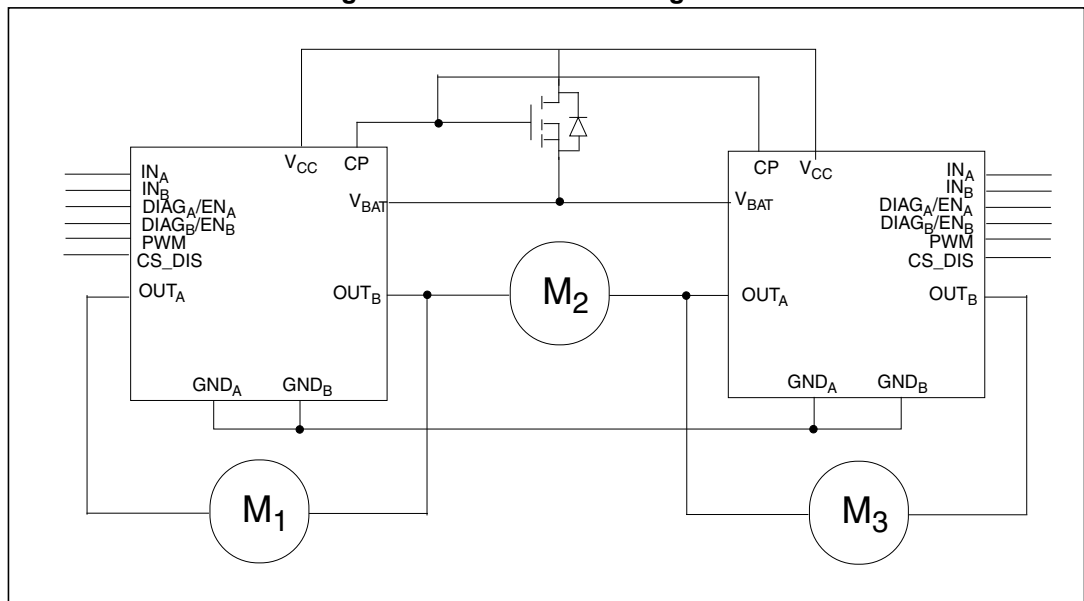 V_CC CP
CP V_CC
IN_A
IN_B
DIAG_A/EN_A
DIAG_B/EN_B
PWM
CS_DIS
OUT_A
V_BAT
OUT_B
GND_A GND_B
M_2
V_BAT
OUT_A
IN_A
IN_B
DIAG_A/EN_A
DIAG_B/EN_B
PWM
CS_DIS
OUT_B
GND_A GND_B
M_1
M_3